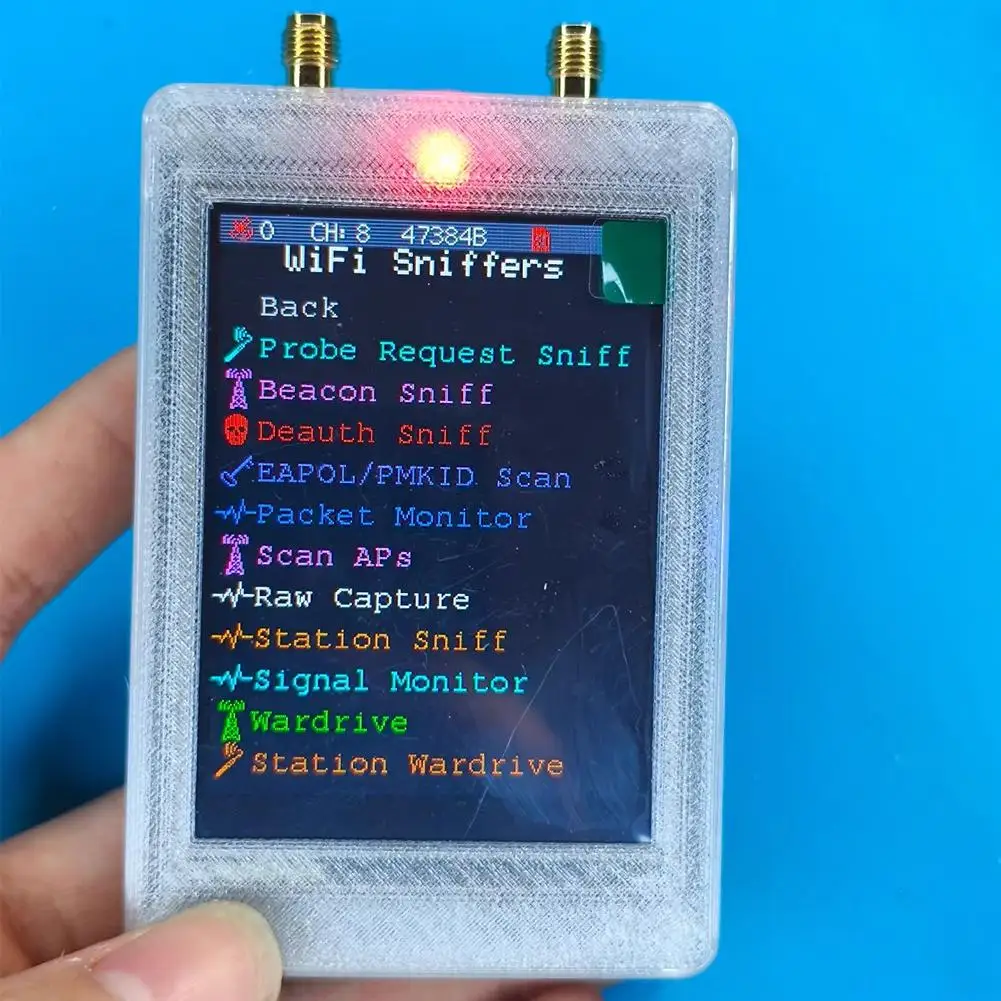 0 CH: 8 47384B
WiFi Sniffers
Back
Probe Request Sniff
Beacon Sniff
Deauth Sniff
EAPOL/PMKID Scan
Packet Monitor
Scan APs
Raw Capture
Station Sniff
Signal Monitor
Wardrive
Station Wardrive